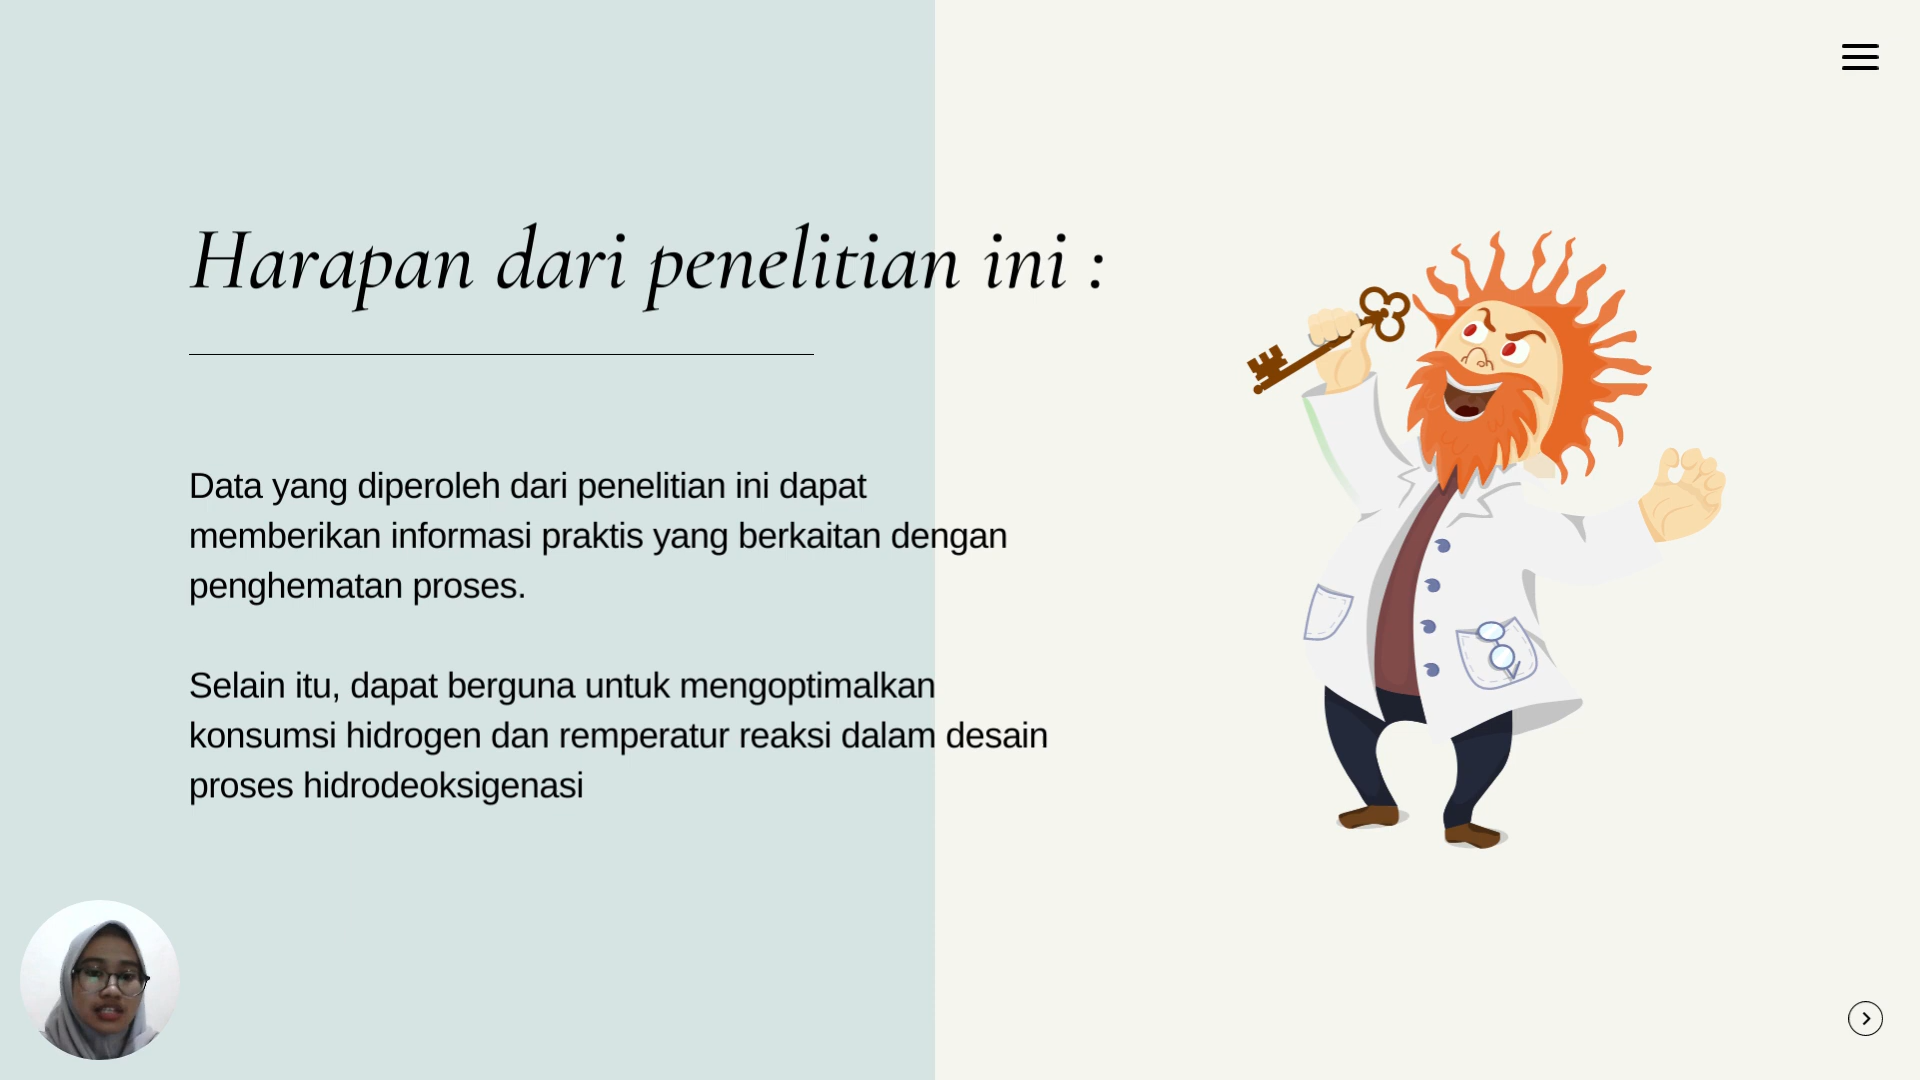 Harapan dari penelitian ini :
Data yang diperoleh dari penelitian ini dapat
memberikan informasi praktis yang berkaitan dengan
penghematan proses.
Selain itu, dapat berguna untuk mengoptimalkan
konsumsi hidrogen dan remperatur reaksi dalam desain
proses hidrodeoksigenasi